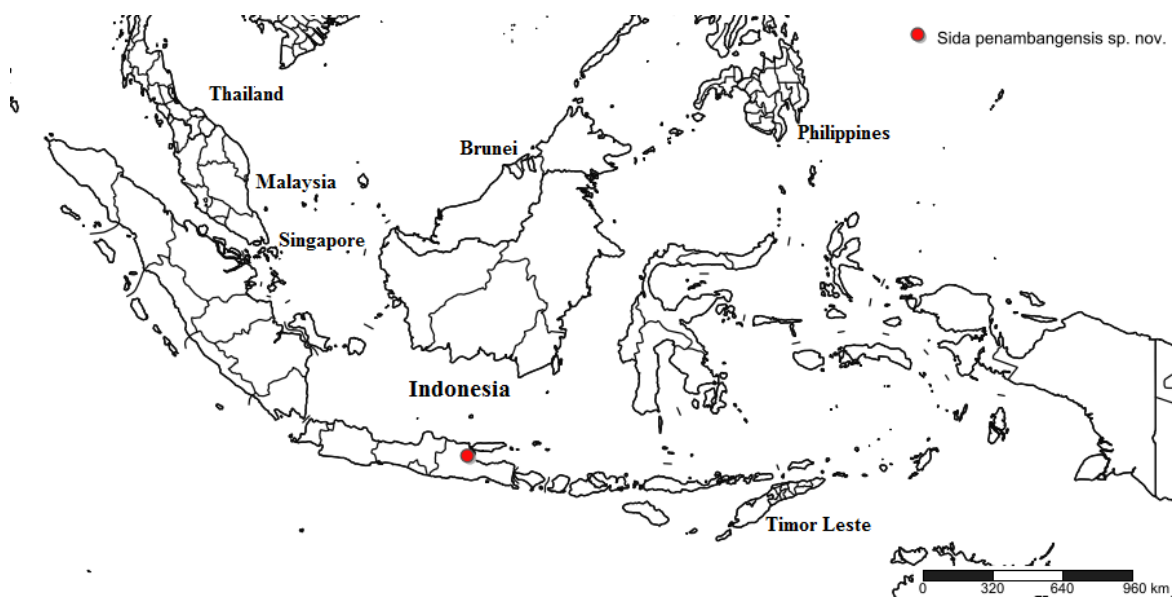 Sida penambangensis sp. nov.
Thailand
Philippines
Brunei
Malaysia
Singapore
Indonesia
Timor Leste
0 320 640 960 km